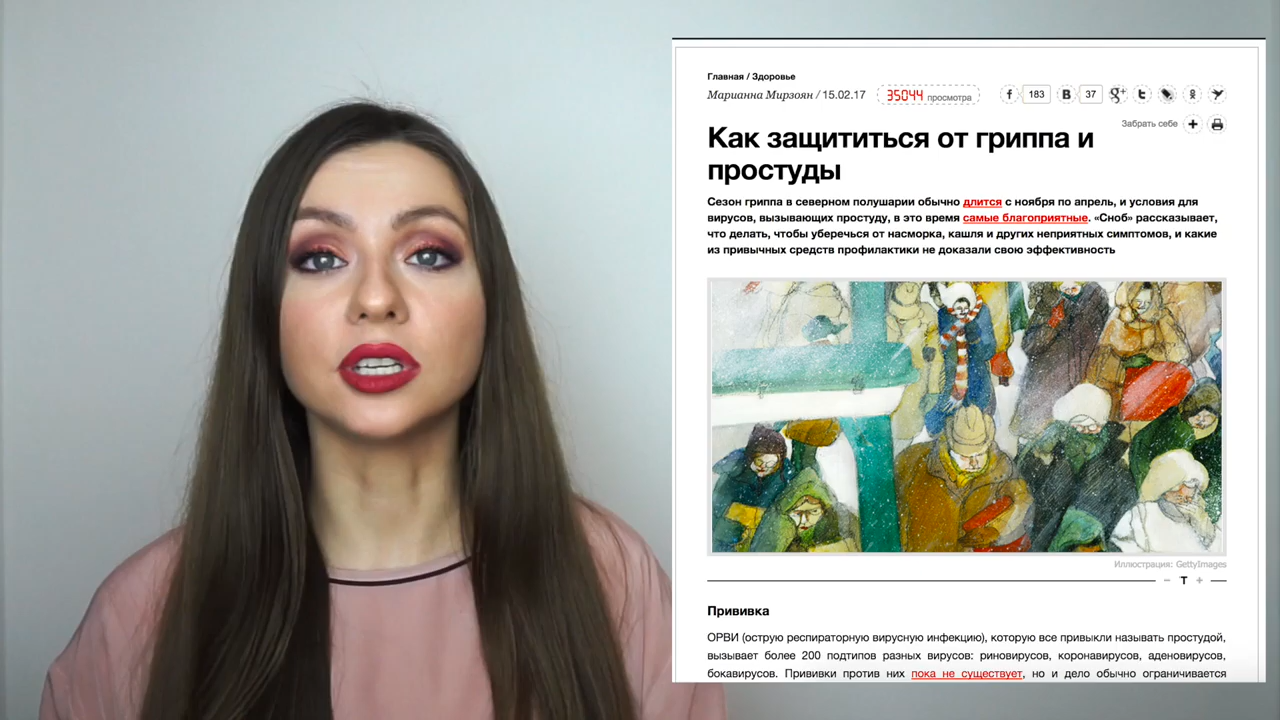 Главная / Здоровье
Марианна Мирзоян / 15.02.17 35044 просмотра f 183 B 37 g+ t
Забрать себе +
Как защититься от гриппа и
простуды
Сезон гриппа в северном полушарии обычно длится с ноября по апрель, и условия для
вирусов, вызывающих простуду, в это время самые благоприятные. «Сноб» рассказывает,
что делать, чтобы уберечься от насморка, кашля и других неприятных симптомов, и какие
из привычных средств профилактики не доказали свою эффективность
Иллюстрация: GettyImages
− T +
Прививка
ОРВИ (острую респираторную вирусную инфекцию), которую все привыкли называть простудой,
вызывает более 200 подтипов разных вирусов: риновирусов, коронавирусов, аденовирусов,
бокавирусов. Прививки против них пока не существует, но и дело обычно ограничивается